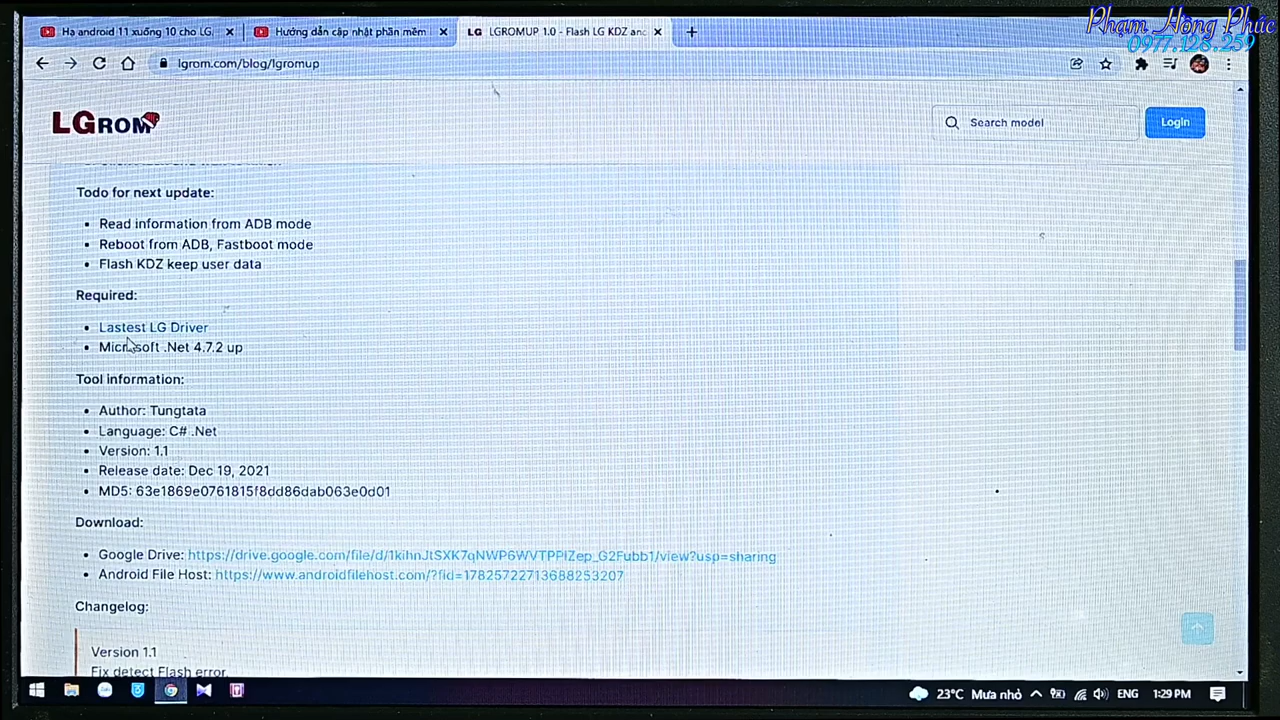 Phạm Hồng Phúc
0977.128.259
Hạ android 11 xuống 10 cho LG
Hướng dẫn cập nhật phần mềm
LG LGROMUP 1.0 - Flash LG KDZ and
lgrom.com/blog/lgromup
LGROM
Search model
Login
Todo for next update:
• Read information from ADB mode
• Reboot from ADB, Fastboot mode
• Flash KDZ keep user data
Required:
• Lastest LG Driver
• Microsoft .Net 4.7.2 up
Tool information:
• Author: Tungtata
• Language: C# .Net
• Version: 1.1
• Release date: Dec 19, 2021
• MD5: 63e1869e0761815f8dd86dab063e0d01
Download:
• Google Drive: https://drive.google.com/file/d/1kihnJtSXK7qNWP6WVTPPIZep_G2Fubb1/view?usp=sharing
• Android File Host: https://www.androidfilehost.com/?fid=17825722713688253207
Changelog:
Version 1.1
Fix detect Flash error.
Zalo
23°C Mưa nhỏ
ENG
1:29 PM